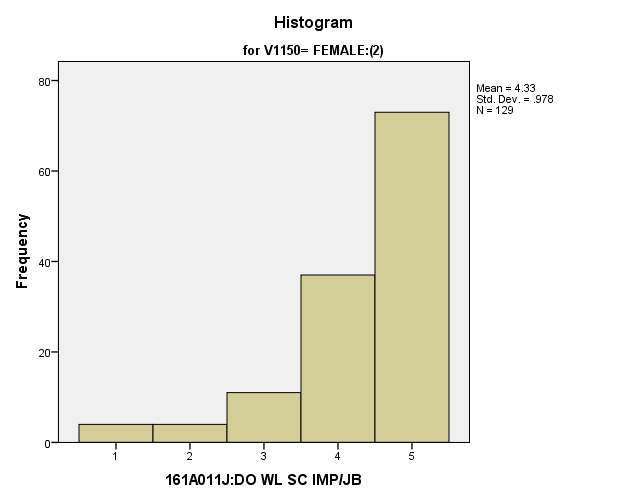 Histogram
for V1150= FEMALE:(2)
Mean = 4.33
Std. Dev. = .978
N = 129
80
60
40
20
0
Frequency
1 2 3 4 5
161A011J:DO WL SC IMP/JB